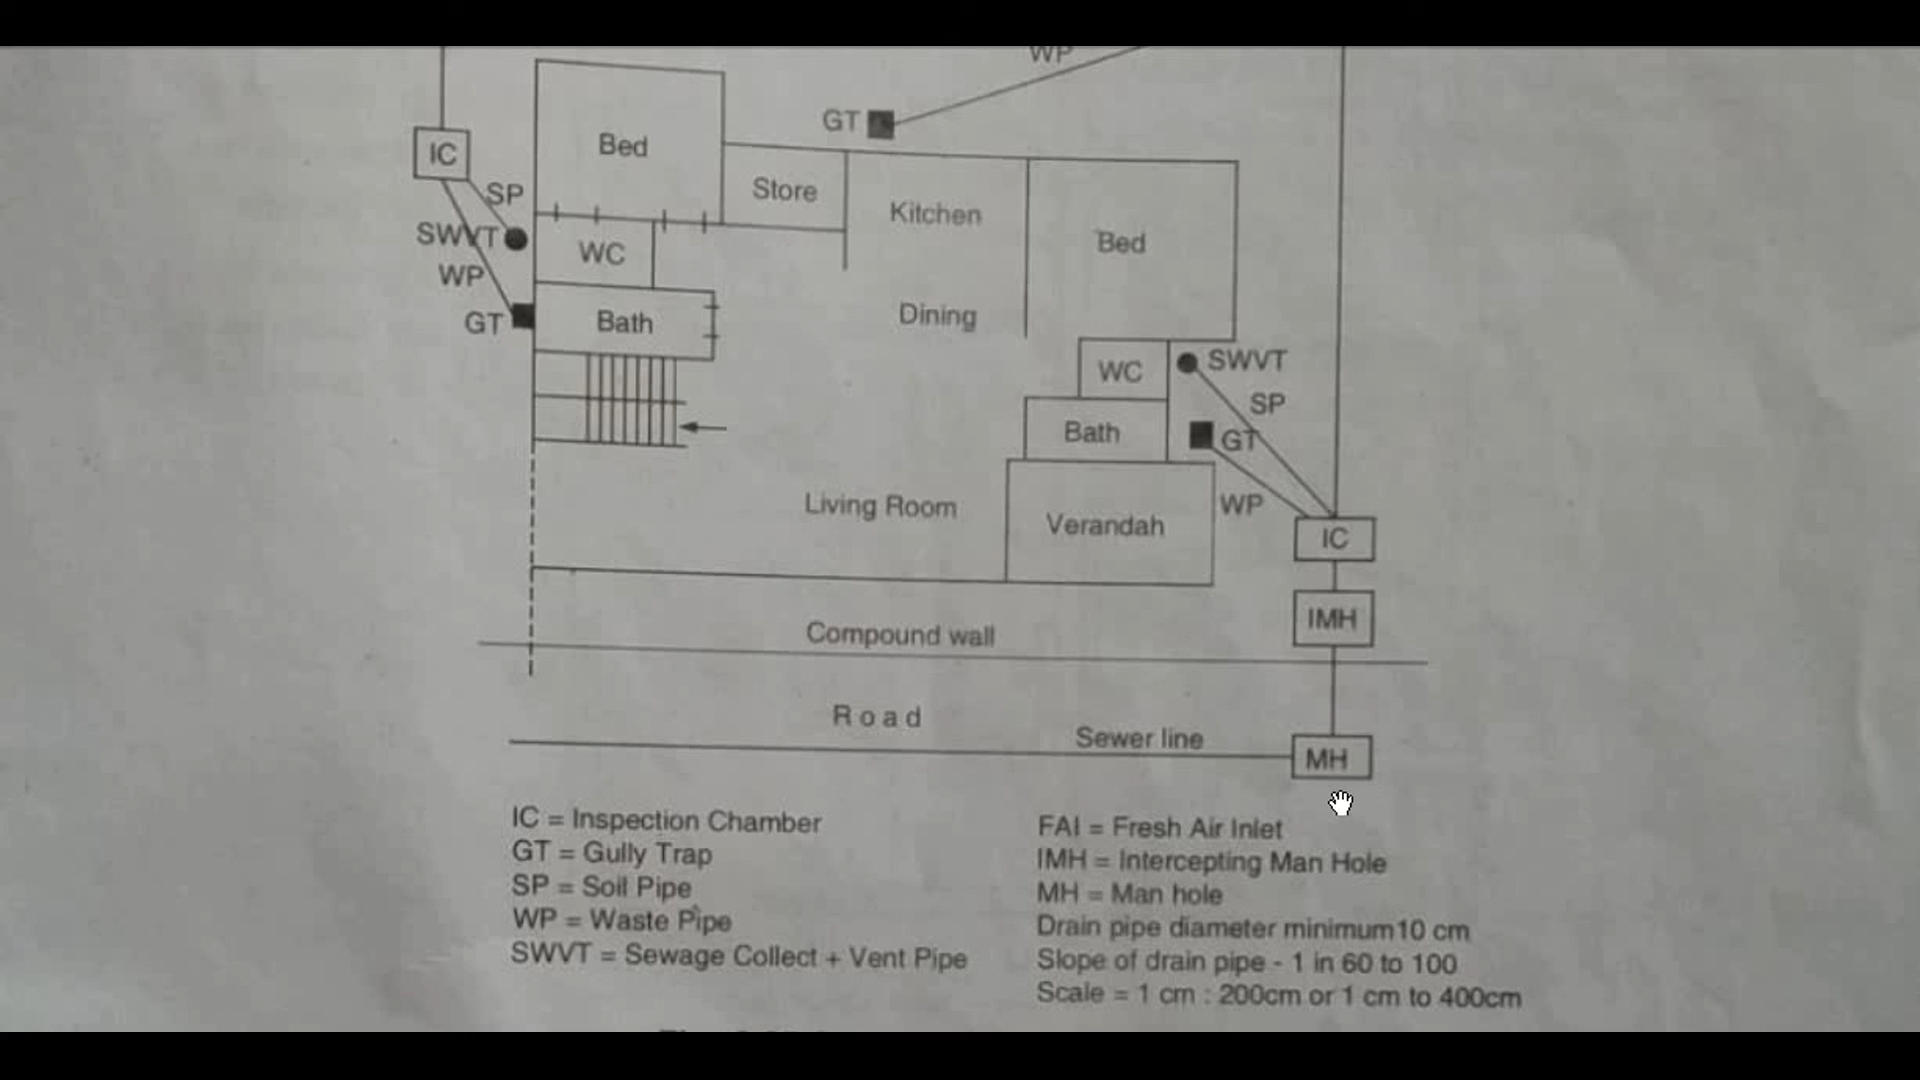 WP
GT
Bed
IC
Store
SP
Kitchen
SWVT
WC
Bed
WP
Dining
GT
Bath
WC
SWVT
SP
Bath
GT
Living Room
WP
Verandah
IC
IMH
Compound wall
Road
Sewer line
MH
IC = Inspection Chamber
GT = Gully Trap
SP = Soil Pipe
WP = Waste Pipe
SWVT = Sewage Collect + Vent Pipe
FAI = Fresh Air Inlet
IMH = Intercepting Man Hole
MH = Man hole
Drain pipe diameter minimum 10 cm
Slope of drain pipe - 1 in 60 to 100
Scale = 1 cm : 200cm or 1 cm to 400cm